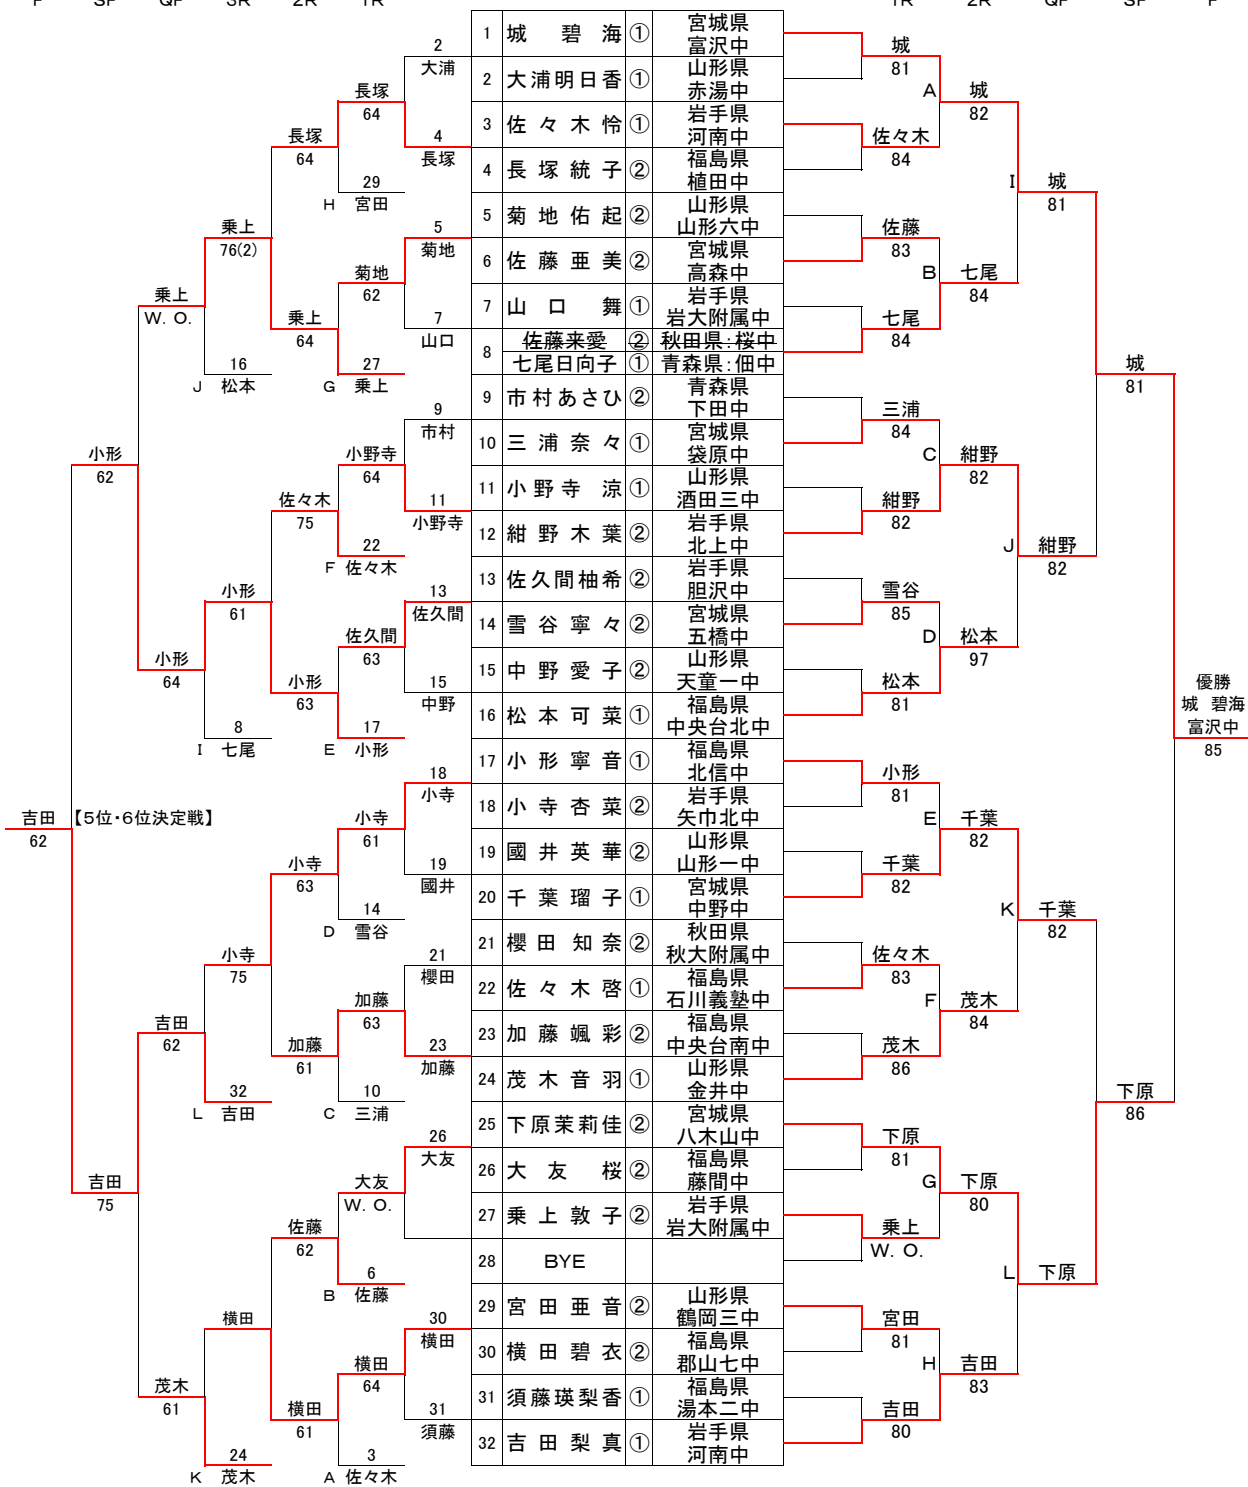 1R 2R QF SF F
2
大浦
長塚
64
4
長塚
長塚
64
29
H 宮田
乗上
76(2)
5
菊地
菊地
62
7
山口
乗上
W. O.
乗上
64
27
G 乗上
16
J 松本
9
市村
小形
62
小野寺
64
11
小野寺
佐々木
75
22
F 佐々木
小形
61
13
佐久間
佐久間
63
15
中野
小形
64
小形
63
17
E 小形
8
I 七尾
18
小寺
吉田 【5位・6位決定戦】
62
小寺
61
19
國井
小寺
63
14
D 雪谷
小寺
75
21
櫻田
加藤
63
23
加藤
吉田
62
加藤
61
10
C 三浦
32
L 吉田
26
大友
吉田
75
大友
W. O.
佐藤
62
6
B 佐藤
横田
30
横田
横田
64
31
須藤
茂木
61
横田
61
3
A 佐々木
24
K 茂木
1 城 碧 海 ① 宮城県 富沢中
2 大浦明日香 ① 山形県 赤湯中
3 佐々木怜 ① 岩手県 河南中
4 長塚統子 ② 福島県 植田中
5 菊地佑起 ② 山形県 山形六中
6 佐藤亜美 ② 宮城県 高森中
7 山口 舞 ① 岩手県 岩大附属中
8 佐藤来愛 ② 秋田県:桜中
七尾日向子 ① 青森県:佃中
9 市村あさひ ② 青森県 下田中
10 三浦奈々 ① 宮城県 袋原中
11 小野寺 涼 ① 山形県 酒田三中
12 紺野木葉 ② 岩手県 北上中
13 佐久間柚希 ② 岩手県 胆沢中
14 雪谷寧々 ② 宮城県 五橋中
15 中野愛子 ② 山形県 天童一中
16 松本可菜 ① 福島県 中央台北中
17 小形寧音 ① 福島県 北信中
18 小寺杏菜 ② 岩手県 矢巾北中
19 國井英華 ② 山形県 山形一中
20 千葉瑠子 ① 宮城県 中野中
21 櫻田知奈 ② 秋田県 秋大附属中
22 佐々木啓 ① 福島県 石川義塾中
23 加藤颯彩 ② 福島県 中央台南中
24 茂木音羽 ① 山形県 金井中
25 下原茉莉佳 ② 宮城県 八木山中
26 大友 桜 ② 福島県 藤間中
27 乗上敦子 ② 岩手県 岩大附属中
28 BYE
29 宮田亜音 ② 山形県 鶴岡三中
30 横田碧衣 ② 福島県 郡山七中
31 須藤瑛梨香 ① 福島県 湯本二中
32 吉田梨真 ① 岩手県 河南中
城
81
A 城
82
佐々木
84
I 城
81
佐藤
83
B 七尾
84
七尾
84
城
81
三浦
84
C 紺野
82
紺野
82
J 紺野
82
雪谷
85
D 松本
97
松本
81
優勝
城 碧海
富沢中
85
小形
81
E 千葉
82
千葉
82
K 千葉
82
佐々木
83
F 茂木
84
茂木
86
下原
86
下原
81
G 下原
80
乗上
W. O.
L 下原
宮田
81
H 吉田
83
吉田
80